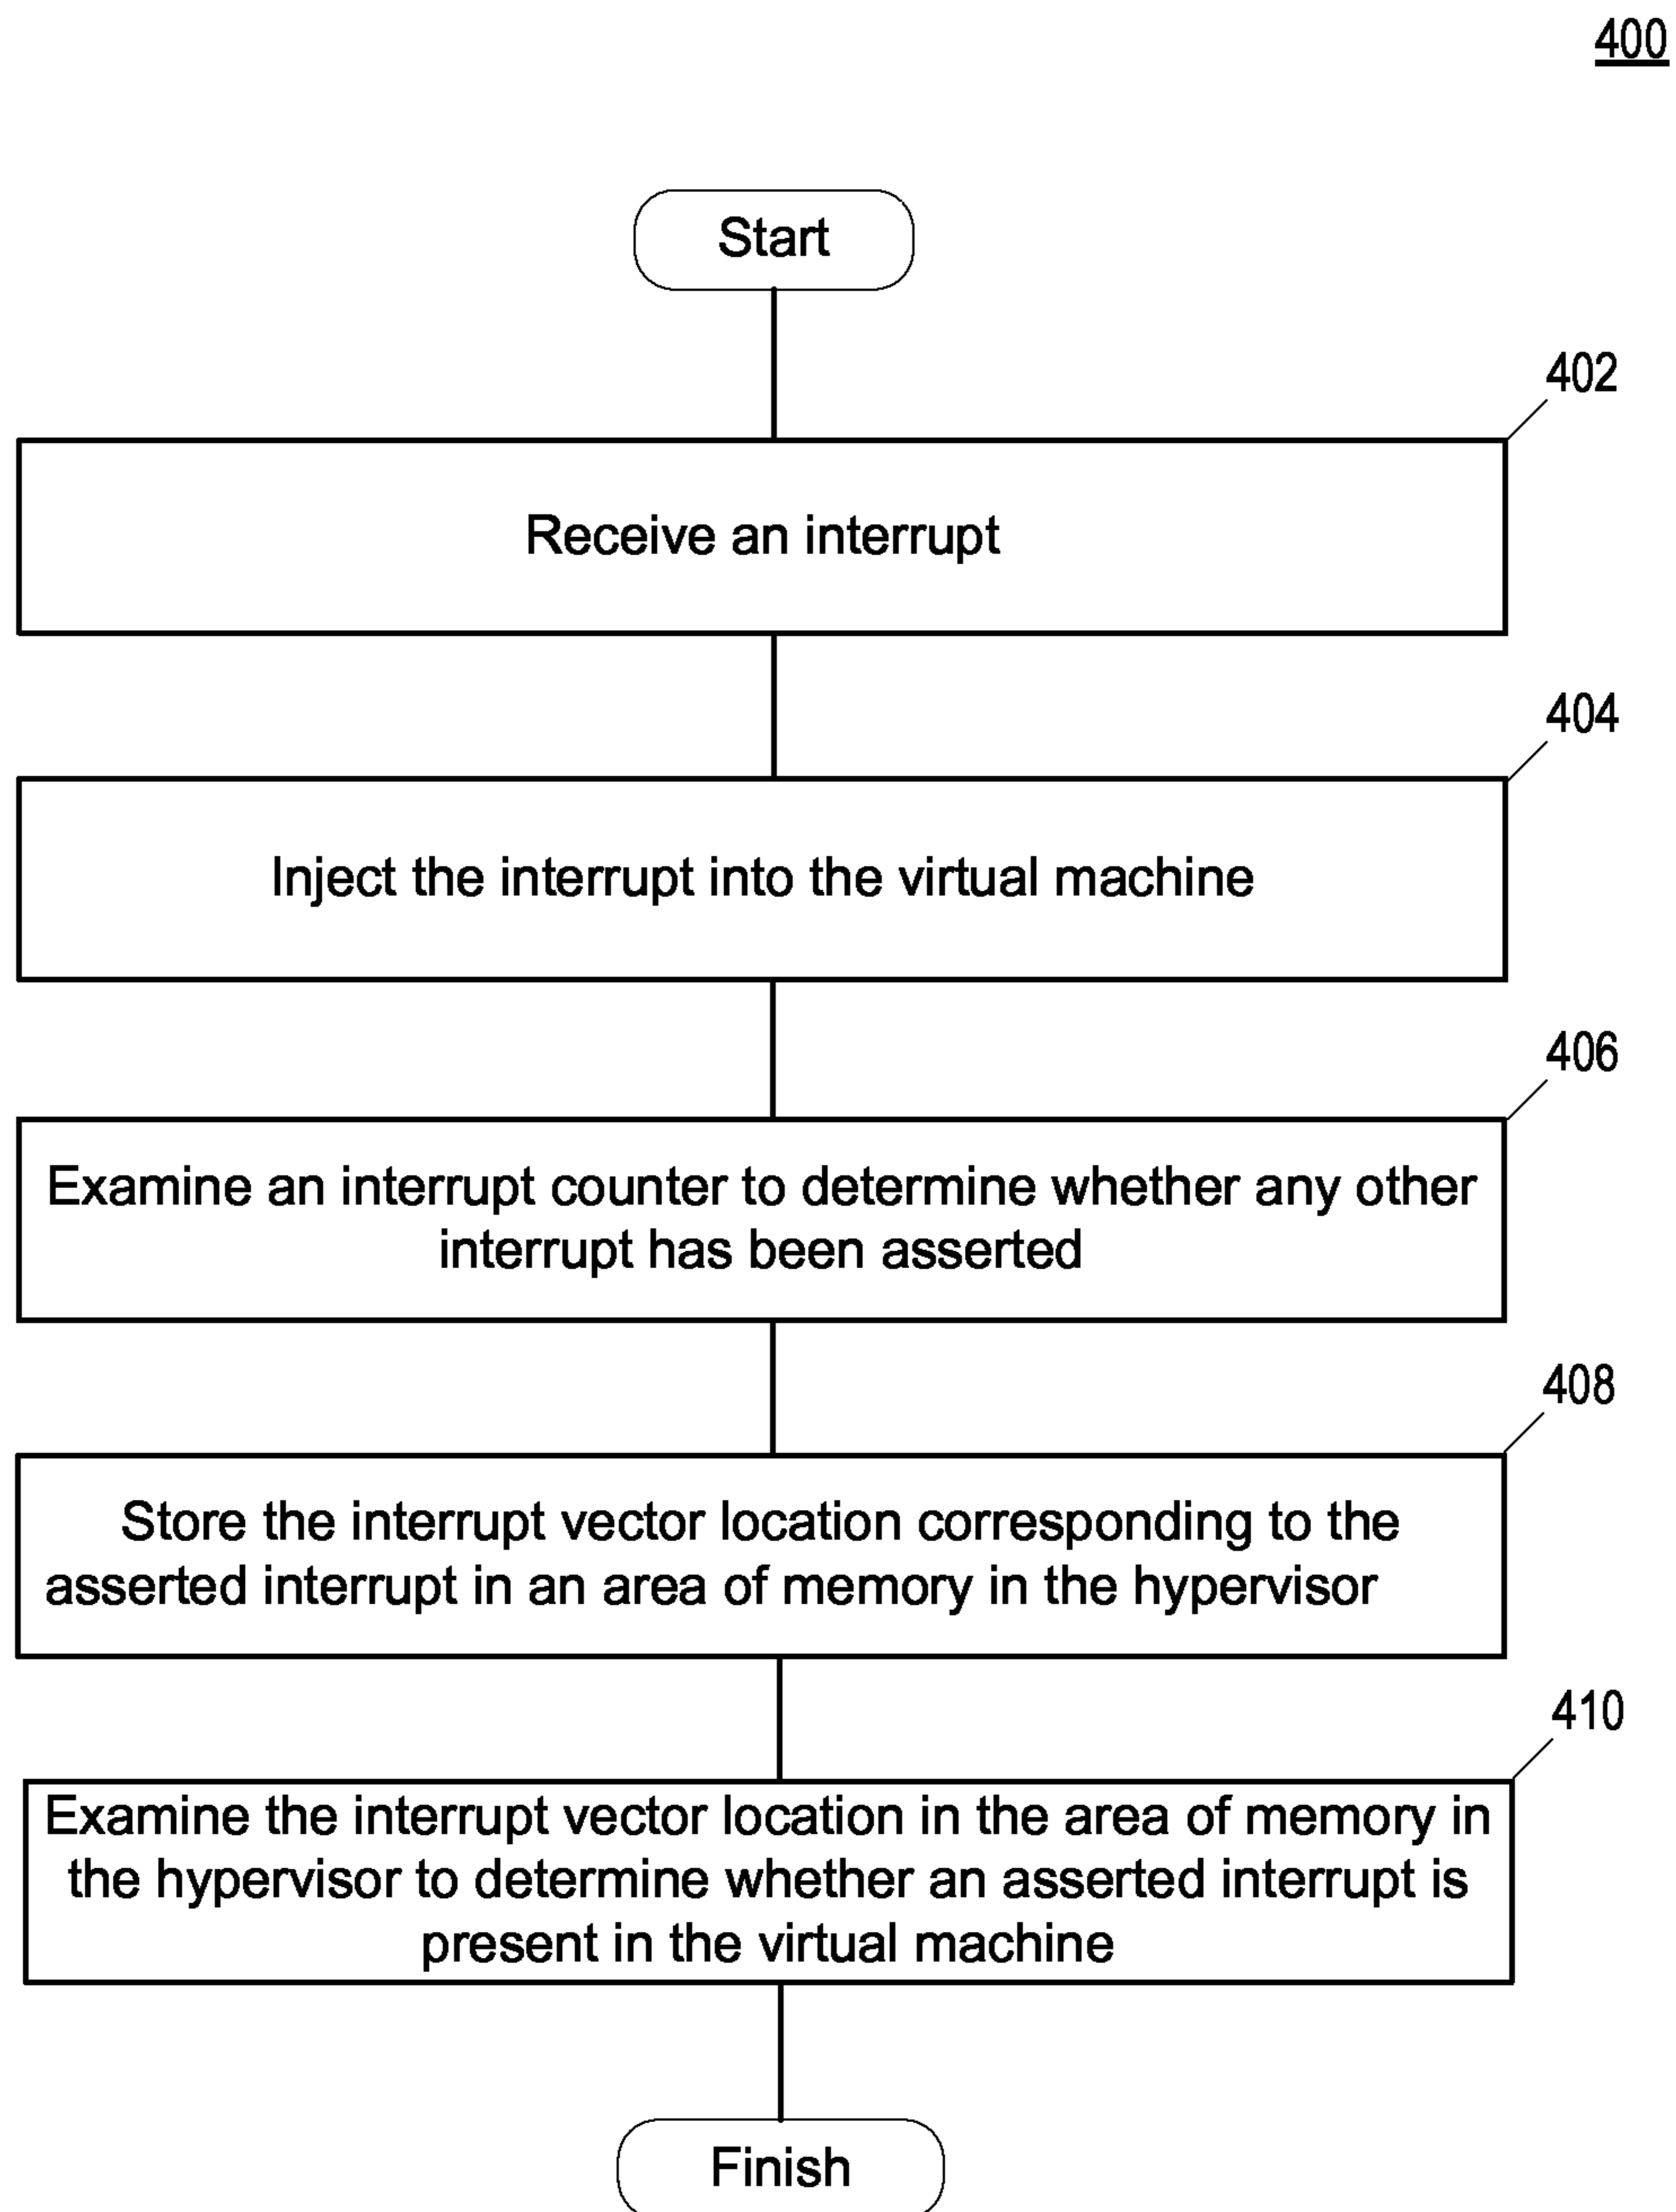 400
Start
402
Receive an interrupt
404
Inject the interrupt into the virtual machine
406
Examine an interrupt counter to determine whether any other
interrupt has been asserted
408
Store the interrupt vector location corresponding to the
asserted interrupt in an area of memory in the hypervisor
410
Examine the interrupt vector location in the area of memory in
the hypervisor to determine whether an asserted interrupt is
present in the virtual machine
Finish